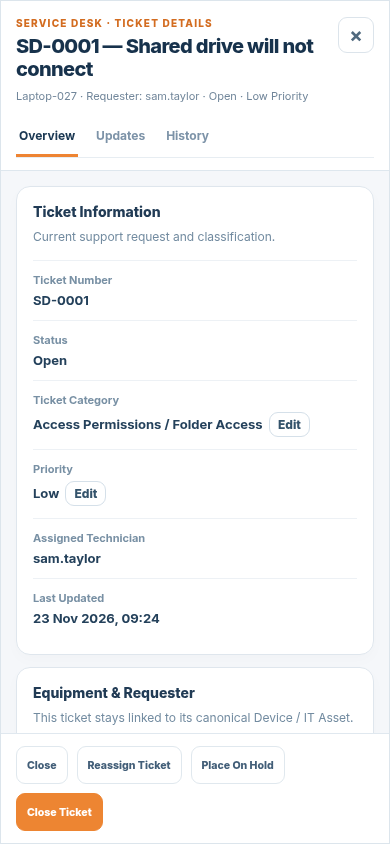 SERVICE DESK · TICKET DETAILS
SD-0001 — Shared drive will not
connect
Laptop-027 · Requester: sam.taylor · Open · Low Priority
Overview Updates History
Ticket Information
Current support request and classification.
Ticket Number
SD-0001
Status
Open
Ticket Category
Access Permissions / Folder Access Edit
Priority
Low Edit
Assigned Technician
sam.taylor
Last Updated
23 Nov 2026, 09:24
Equipment & Requester
This ticket stays linked to its canonical Device / IT Asset.
Close Reassign Ticket Place On Hold
Close Ticket